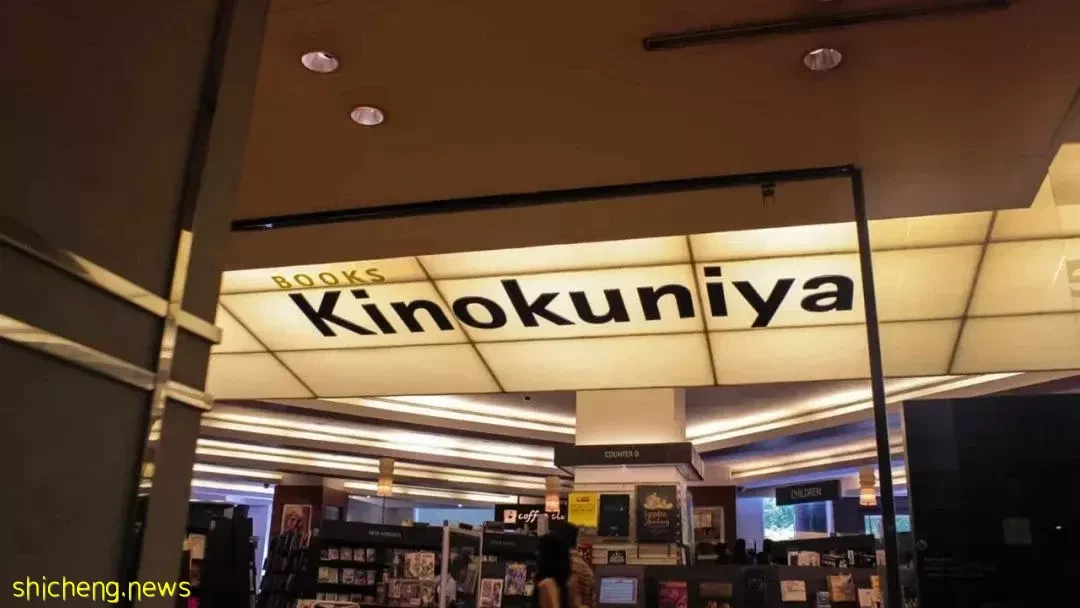 BOOKS
Kinokuniya
COUNTER D
CHILDREN
shicheng.news